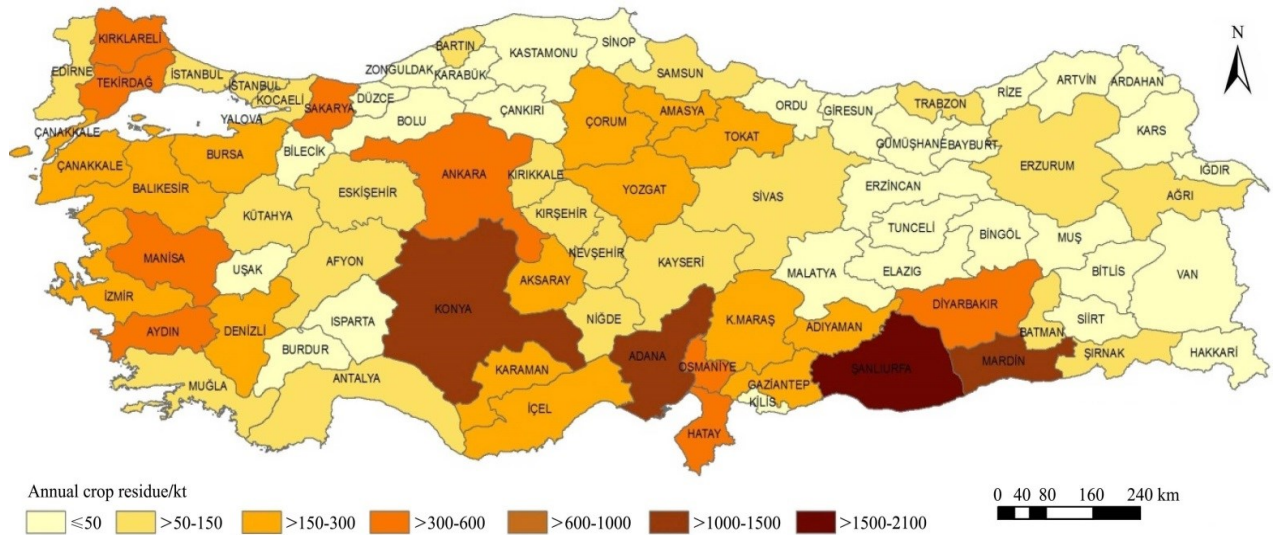 N
KIRKLARELİ
EDİRNE
TEKİRDAĞ
İSTANBUL
İSTANBUL
KOCAELİ
YALOVA
SAKARYA
DÜZCE
ZONGULDAK
BARTIN
KARABÜK
KASTAMONU
SİNOP
SAMSUN
ÇANKIRI
BOLU
ÇORUM
AMASYA
TOKAT
ORDU
GİRESUN
TRABZON
RİZE
ARTVİN
ARDAHAN
KARS
GÜMÜŞHANE
BAYBURT
ERZURUM
IĞDIR
AĞRI
ÇANAKKALE
ÇANAKKALE
BALIKESİR
BURSA
BİLECİK
KÜTAHYA
ESKİŞEHİR
ANKARA
KIRIKKALE
KIRŞEHİR
YOZGAT
SİVAS
ERZİNCAN
TUNCELİ
BİNGÖL
MUŞ
BİTLİS
VAN
MANİSA
UŞAK
AFYON
KONYA
AKSARAY
NEVŞEHİR
KAYSERİ
MALATYA
ELAZIG
DİYARBAKIR
BATMAN
SİİRT
HAKKARİ
ŞIRNAK
İZMİR
AYDIN
DENİZLİ
ISPARTA
BURDUR
MUĞLA
ANTALYA
KARAMAN
İÇEL
NİĞDE
ADANA
K.MARAŞ
OSMANİYE
ADIYAMAN
GAZİANTEP
KİLİS
ŞANLIURFA
MARDİN
HATAY
Annual crop residue/kt
⩽50 >50-150 >150-300 >300-600 >600-1000 >1000-1500 >1500-2100
0 40 80 160 240 km